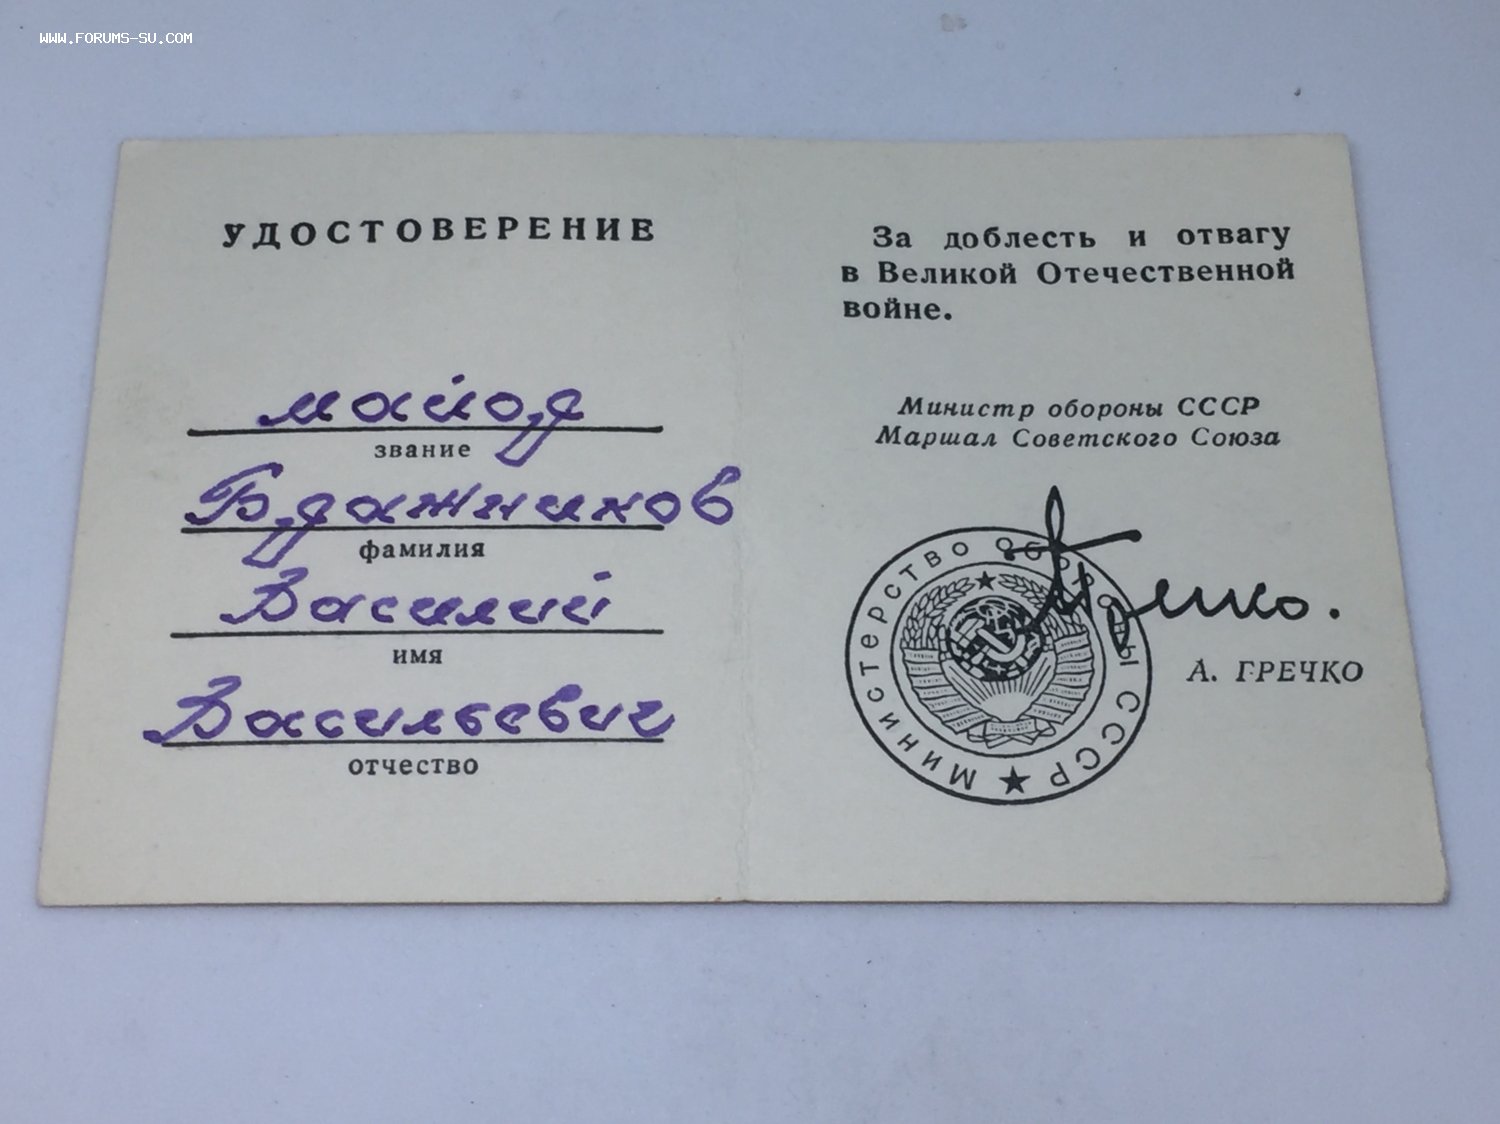 WWW.FORUMS-SU.COM
УДОСТОВЕРЕНИЕ
майор
звание
Бражников
фамилия
Василий
имя
Васильевич
отчество
За доблесть и отвагу
в Великой Отечественной
войне.
Министр обороны СССР
Маршал Советского Союза
МИНИСТЕРСТВО ОБОРОНЫ СССР
Гречко.
А. ГРЕЧКО